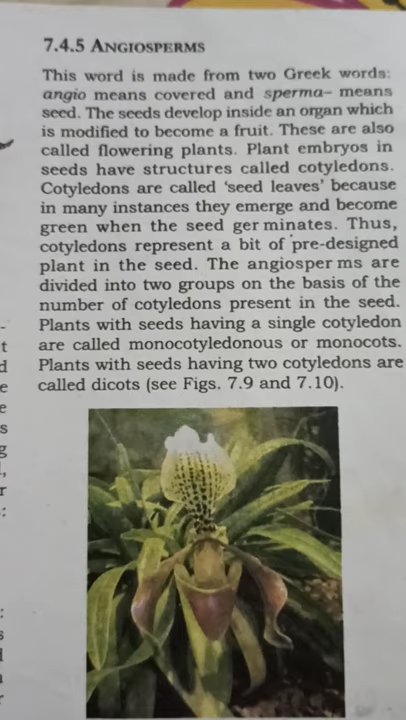 7.4.5 ANGIOSPERMS
This word is made from two Greek words:
angio means covered and sperma– means
seed. The seeds develop inside an organ which
is modified to become a fruit. These are also
called flowering plants. Plant embryos in
seeds have structures called cotyledons.
Cotyledons are called ‘seed leaves’ because
in many instances they emerge and become
green when the seed ger minates. Thus,
cotyledons represent a bit of pre-designed
plant in the seed. The angiosper ms are
divided into two groups on the basis of the
number of cotyledons present in the seed.
Plants with seeds having a single cotyledon
are called monocotyledonous or monocots.
Plants with seeds having two cotyledons are
called dicots (see Figs. 7.9 and 7.10).